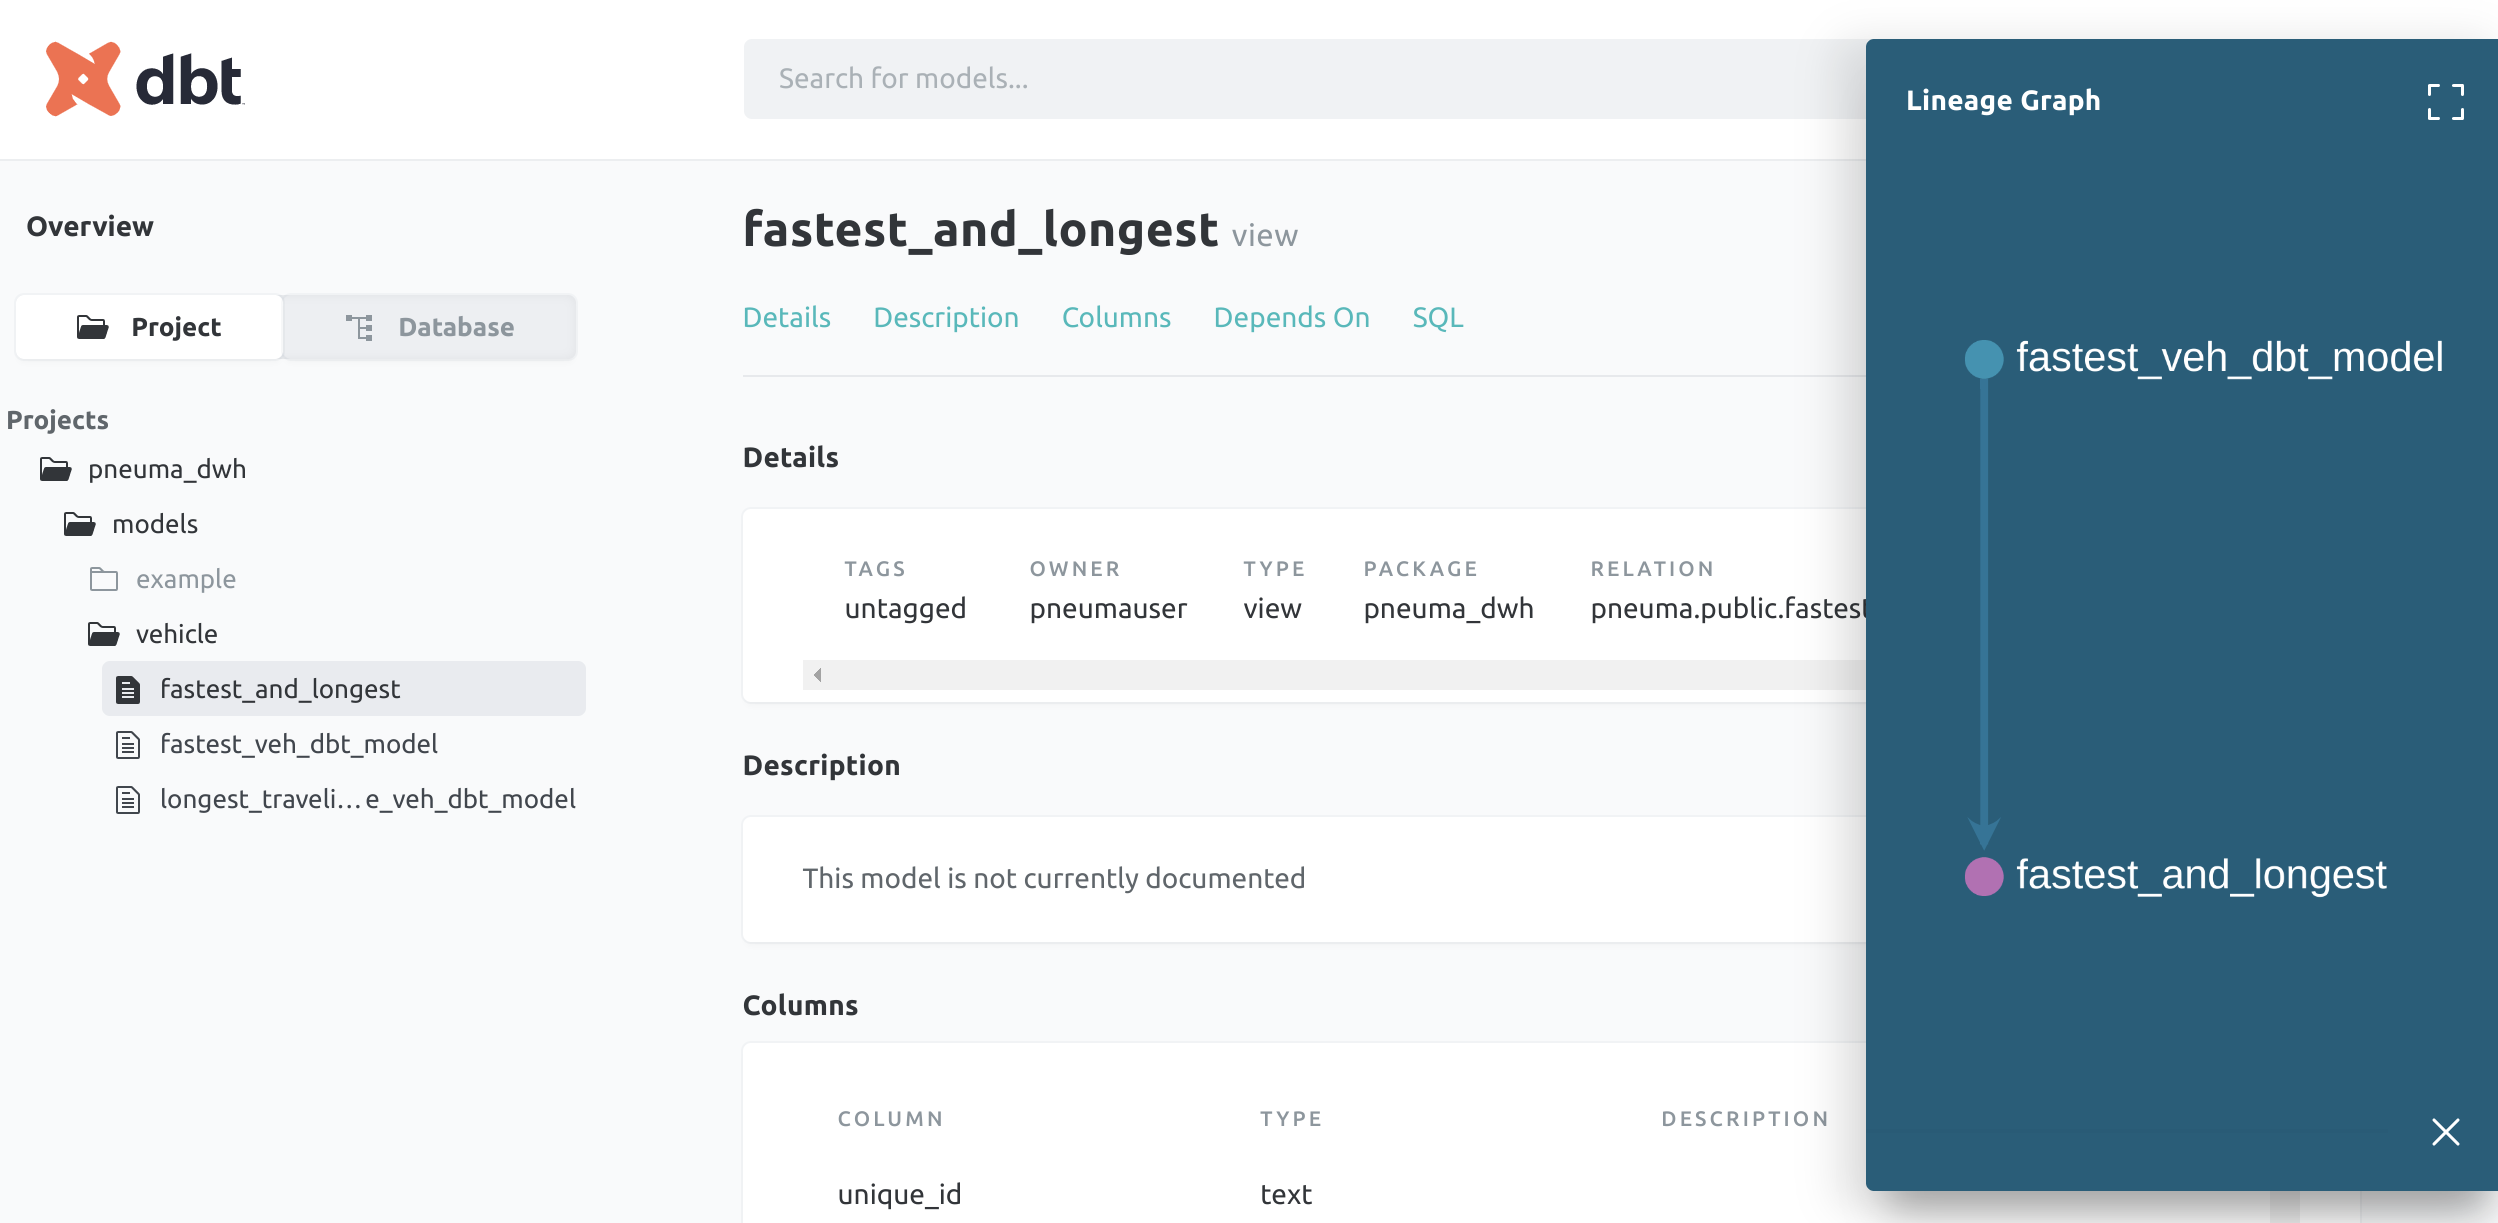 dbt
Search for models...
Lineage Graph
Overview
fastest_and_longest view
Project
Database
Details
Description
Columns
Depends On
SQL
fastest_veh_dbt_model
Projects
pneuma_dwh
models
example
vehicle
fastest_and_longest
fastest_veh_dbt_model
longest_traveli…e_veh_dbt_model
Details
TAGS OWNER TYPE PACKAGE RELATION
untagged pneumauser view pneuma_dwh pneuma.public.fastest
Description
This model is not currently documented
fastest_and_longest
Columns
COLUMN TYPE DESCRIPTION
unique_id text